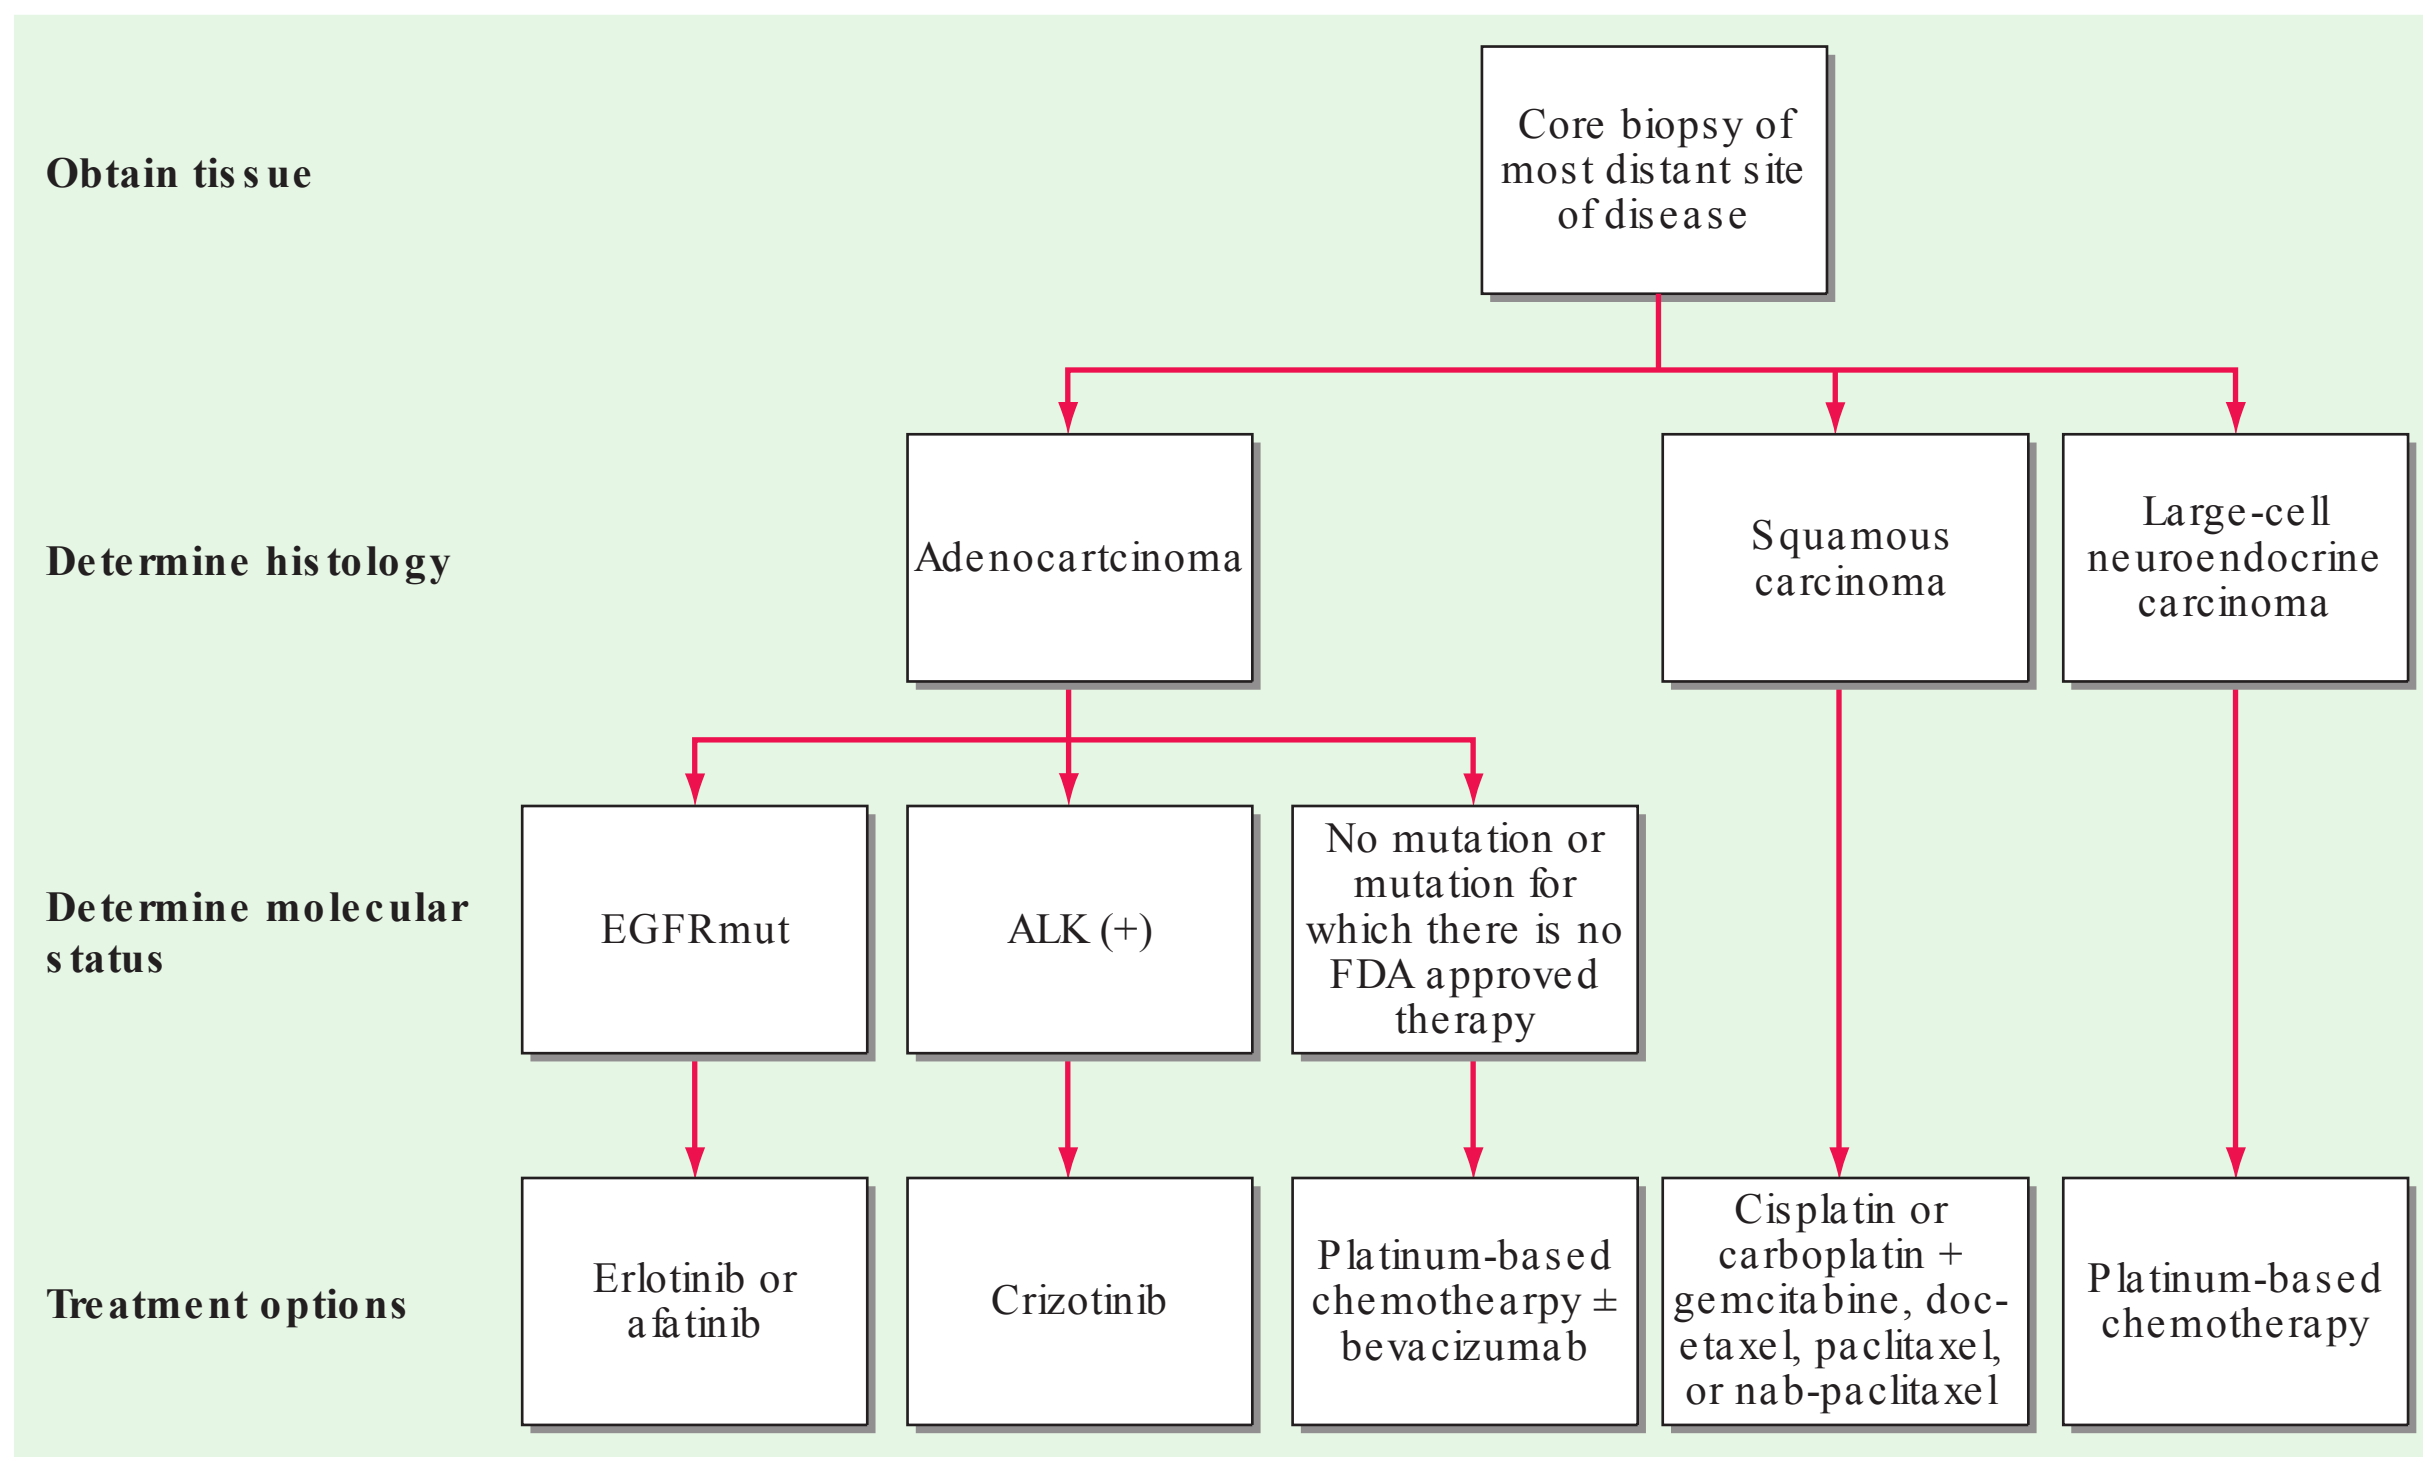 Obtain tissue
Core biopsy of
most distant site
of disease
Determine histology
Adenocartcinoma
Squamous
carcinoma
Large-cell
neuroendocrine
carcinoma
Determine molecular
status
EGFRmut
ALK (+)
No mutation or
mutation for
which there is no
FDA approved
therapy
Treatment options
Erlotinib or
afatinib
Crizotinib
Platinum-based
chemothearpy ±
bevacizumab
Cisplatin or
carboplatin +
gemcitabine, doc-
etaxel, paclitaxel,
or nab-paclitaxel
Platinum-based
chemotherapy